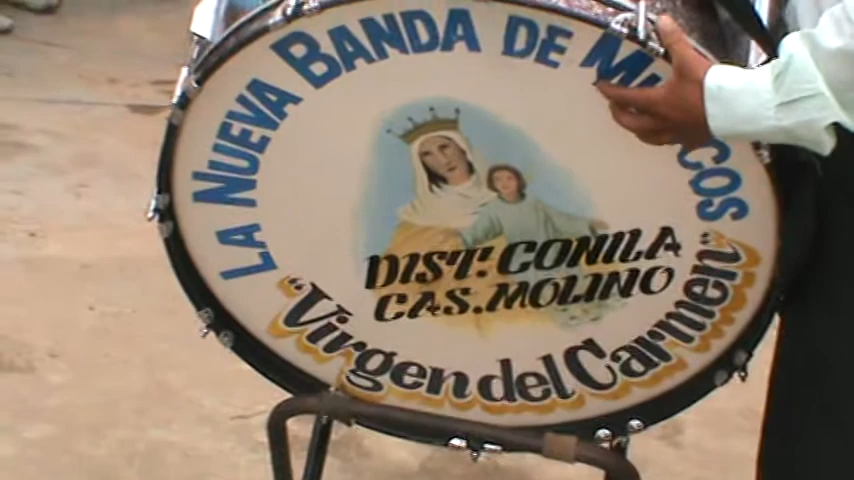 LA NUEVA BANDA DE
DIST. CONILA
CAS. MOLINO
"Virgen del Carmen"